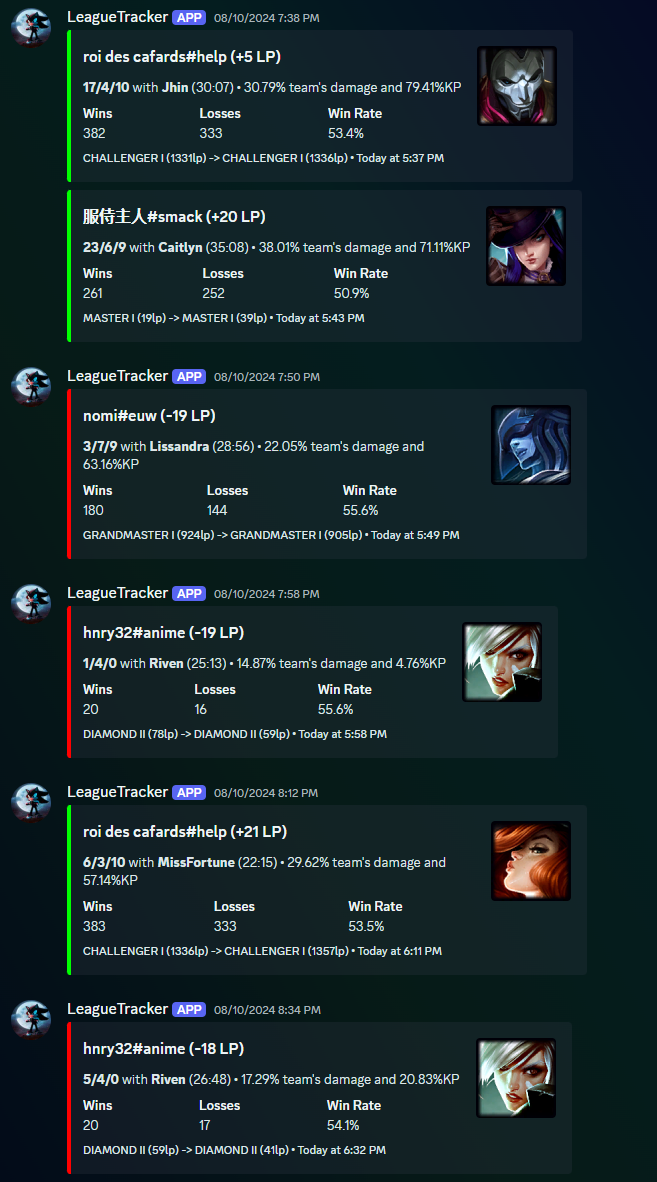 LeagueTracker APP 08/10/2024 7:38 PM
roi des cafards#help (+5 LP)
17/4/10 with Jhin (30:07) • 30.79% team's damage and 79.41%KP
Wins Losses Win Rate
382 333 53.4%
CHALLENGER I (1331lp) -> CHALLENGER I (1336lp) • Today at 5:37 PM
服侍主人#smack (+20 LP)
23/6/9 with Caitlyn (35:08) • 38.01% team's damage and 71.11%KP
Wins Losses Win Rate
261 252 50.9%
MASTER I (19lp) -> MASTER I (39lp) • Today at 5:43 PM
LeagueTracker APP 08/10/2024 7:50 PM
nomi#euw (-19 LP)
3/7/9 with Lissandra (28:56) • 22.05% team's damage and
63.16%KP
Wins Losses Win Rate
180 144 55.6%
GRANDMASTER I (924lp) -> GRANDMASTER I (905lp) • Today at 5:49 PM
LeagueTracker APP 08/10/2024 7:58 PM
hnry32#anime (-19 LP)
1/4/0 with Riven (25:13) • 14.87% team's damage and 4.76%KP
Wins Losses Win Rate
20 16 55.6%
DIAMOND II (78lp) -> DIAMOND II (59lp) • Today at 5:58 PM
LeagueTracker APP 08/10/2024 8:12 PM
roi des cafards#help (+21 LP)
6/3/10 with MissFortune (22:15) • 29.62% team's damage and
57.14%KP
Wins Losses Win Rate
383 333 53.5%
CHALLENGER I (1336lp) -> CHALLENGER I (1357lp) • Today at 6:11 PM
LeagueTracker APP 08/10/2024 8:34 PM
hnry32#anime (-18 LP)
5/4/0 with Riven (26:48) • 17.29% team's damage and 20.83%KP
Wins Losses Win Rate
20 17 54.1%
DIAMOND II (59lp) -> DIAMOND II (41lp) • Today at 6:32 PM